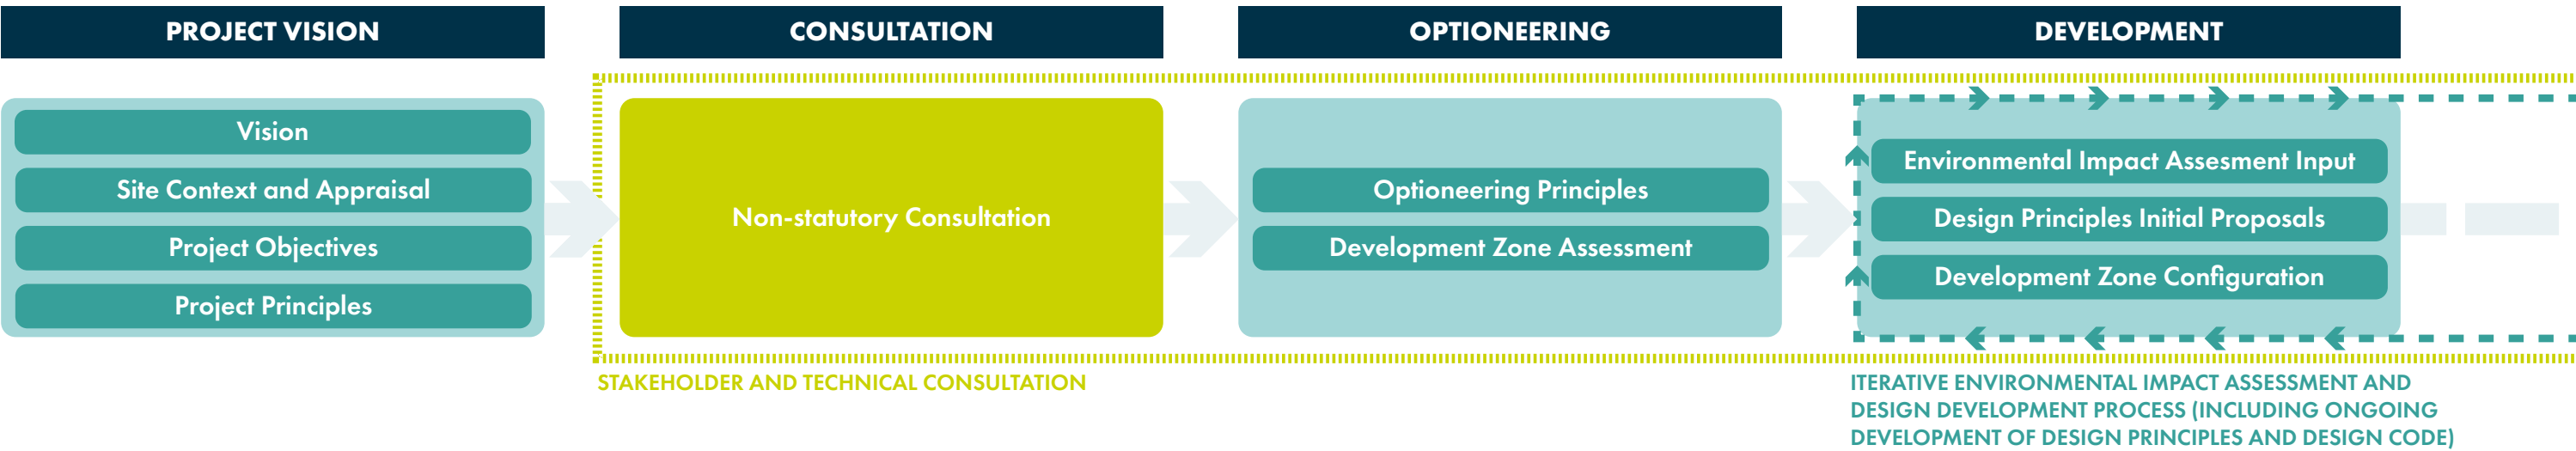 PROJECT VISION
Vision
Site Context and Appraisal
Project Objectives
Project Principles
CONSULTATION
Non-statutory Consultation
STAKEHOLDER AND TECHNICAL CONSULTATION
OPTIONEERING
Optioneering Principles
Development Zone Assessment
DEVELOPMENT
Environmental Impact Assesment Input
Design Principles Initial Proposals
Development Zone Configuration
ITERATIVE ENVIRONMENTAL IMPACT ASSESSMENT AND
DESIGN DEVELOPMENT PROCESS (INCLUDING ONGOING
DEVELOPMENT OF DESIGN PRINCIPLES AND DESIGN CODE)